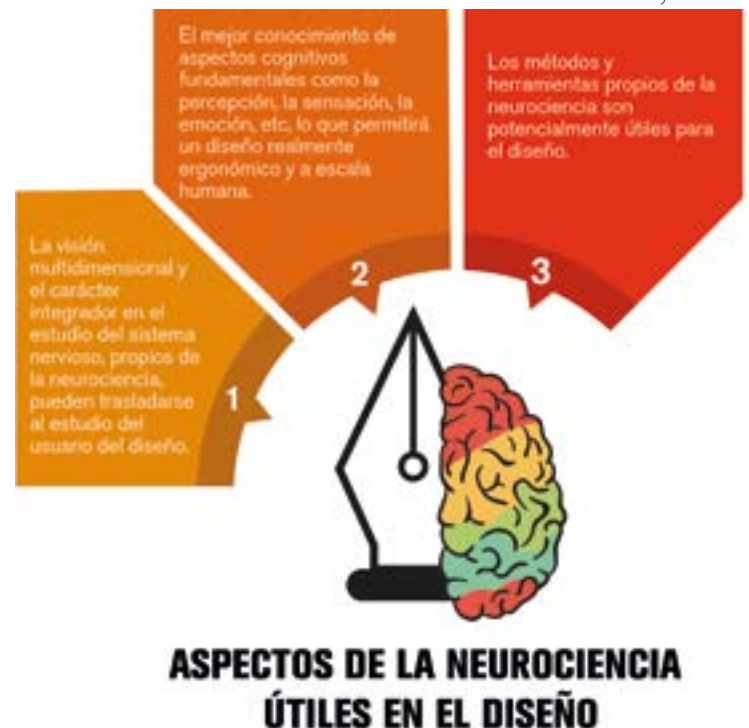 El mejor conocimiento de
aspectos cognitivos
fundamentales como la
percepción, la sensación, la
emoción, etc, lo que permitirá
un diseño realmente
ergonómico y a escala
humana.
Los métodos y
herramientas propios de la
neurociencia son
potencialmente útiles para
el diseño.
La visión
multidimensional y
el carácter
integrador en el
estudio del sistema
nervioso, propios de
la neurociencia,
pueden trasladarse
al estudio del
usuario del diseño.
1
2
3
ASPECTOS DE LA NEUROCIENCIA
ÚTILES EN EL DISEÑO